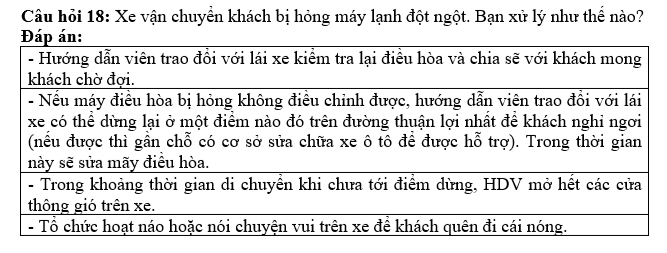 Câu hỏi 18: Xe vận chuyển khách bị hỏng máy lạnh đột ngột. Bạn xử lý như thế nào?
Đáp án:
- Hướng dẫn viên trao đổi với lái xe kiểm tra lại điều hòa và chia sẽ với khách mong
khách chờ đợi.
- Nếu máy điều hòa bị hỏng không điều chỉnh được, hướng dẫn viên trao đổi với lái
xe có thể dừng lại ở một điểm nào đó trên đường thuận lợi nhất để khách nghỉ ngơi
(nếu được thì gần chỗ có cơ sở sửa chữa xe ô tô để được hỗ trợ). Trong thời gian
này sẽ sửa mãy điều hòa.
- Trong khoảng thời gian di chuyển khi chưa tới điểm dừng, HDV mở hết các cửa
thông gió trên xe.
- Tổ chức hoạt náo hoặc nói chuyện vui trên xe để khách quên đi cái nóng.